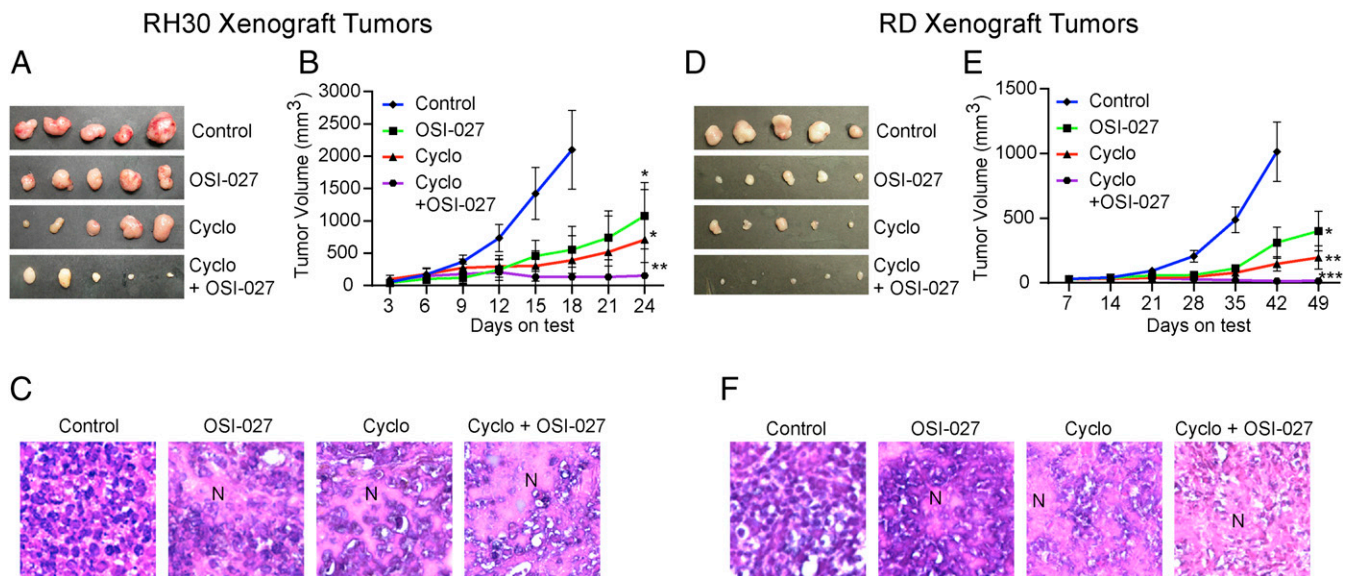 RH30 Xenograft Tumors
RD Xenograft Tumors
A
Control
OSI-027
Cyclo
Cyclo
+ OSI-027
B
Tumor Volume (mm3)
3000
2500
2000
1500
1000
500
0
Control
OSI-027
Cyclo
Cyclo
+OSI-027
*
*
**
3 6 9 12 15 18 21 24
Days on test
D
Control
OSI-027
Cyclo
Cyclo
+ OSI-027
E
Tumor Volume (mm3)
1500
1000
500
0
Control
OSI-027
Cyclo
Cyclo
+OSI-027
*
**
***
7 14 21 28 35 42 49
Days on test
C
Control OSI-027 Cyclo Cyclo + OSI-027
N N N
F
Control OSI-027 Cyclo Cyclo + OSI-027
N N N